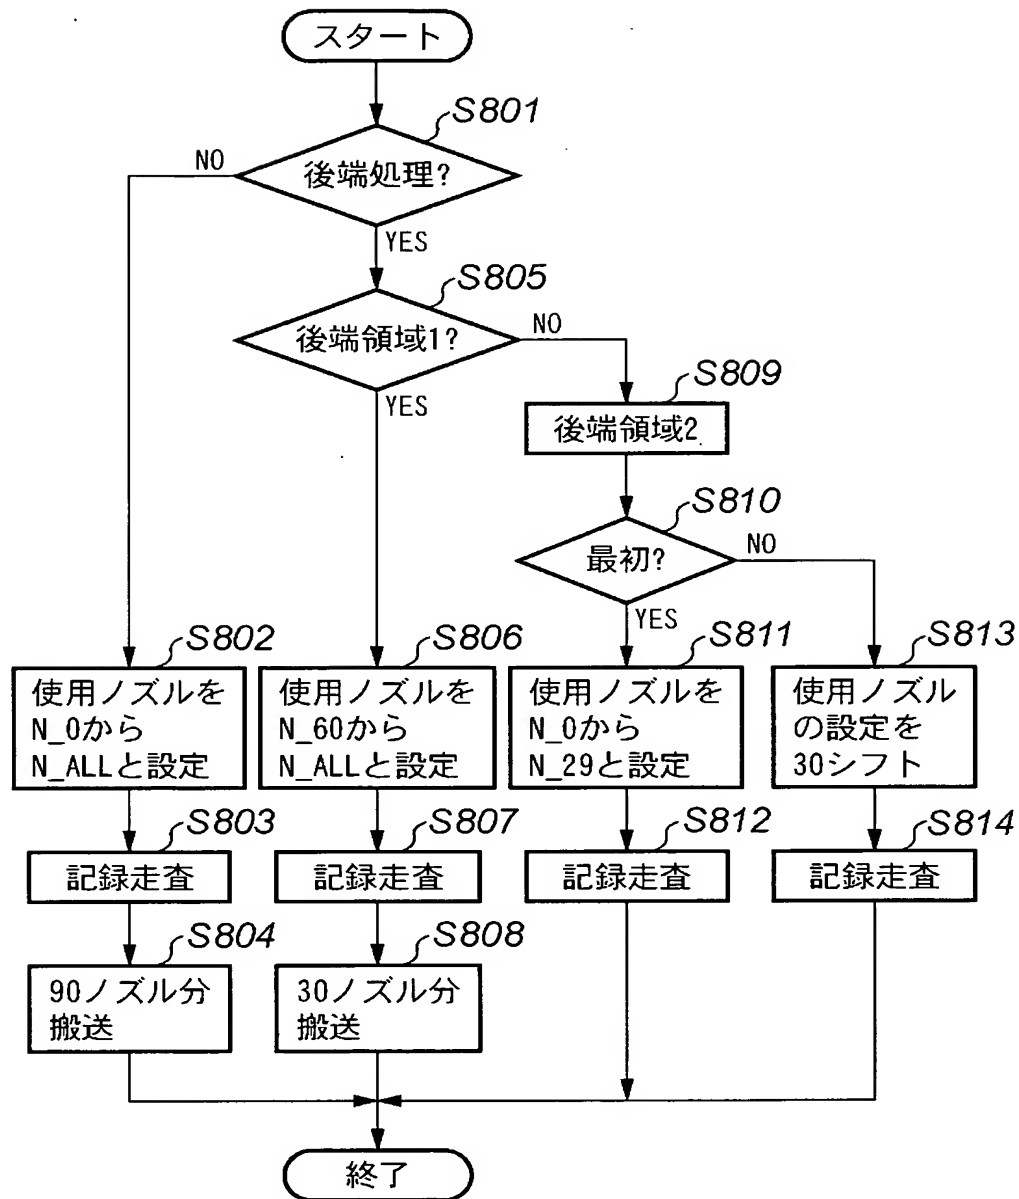 スタート
S801
後端処理?
NO
YES
S805
後端領域1?
NO
YES
S809
後端領域2
S810
最初?
NO
YES
S802
使用ノズルを
N_0から
N_ALLと設定
S806
使用ノズルを
N_60から
N_ALLと設定
S811
使用ノズルを
N_0から
N_29と設定
S813
使用ノズル
の設定を
30シフト
S803
記録走査
S807
記録走査
S812
記録走査
S814
記録走査
S804
90ノズル分
搬送
S808
30ノズル分
搬送
終了